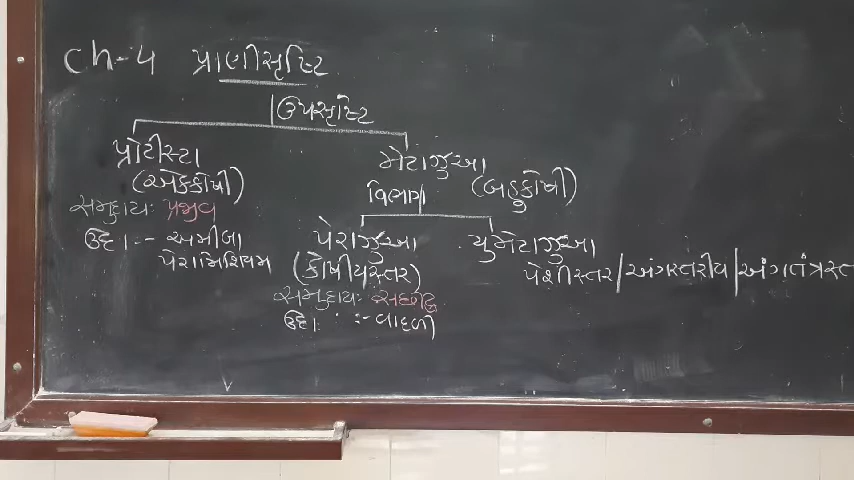 Ch-4 પ્રાણીસૃષ્ટિ
ઉપસૃષ્ટિ
પ્રોટીસ્ટા
(એકકોષી)
સમુદાયઃ પ્રજીવ
ઉદા:- અમીબા
પેરામિશિયમ
મેટાઝુઆ
(બહુકોષી)
વિભાગ
પેરાઝુઆ
(કોષીયસ્તર)
સમુદાયઃ સછીદ્ર
ઉદા. :- વાદળી
યુમેટાઝુઆ
પેશીસ્તર/અંગસ્તરીય/અંગતંત્રસ્ત